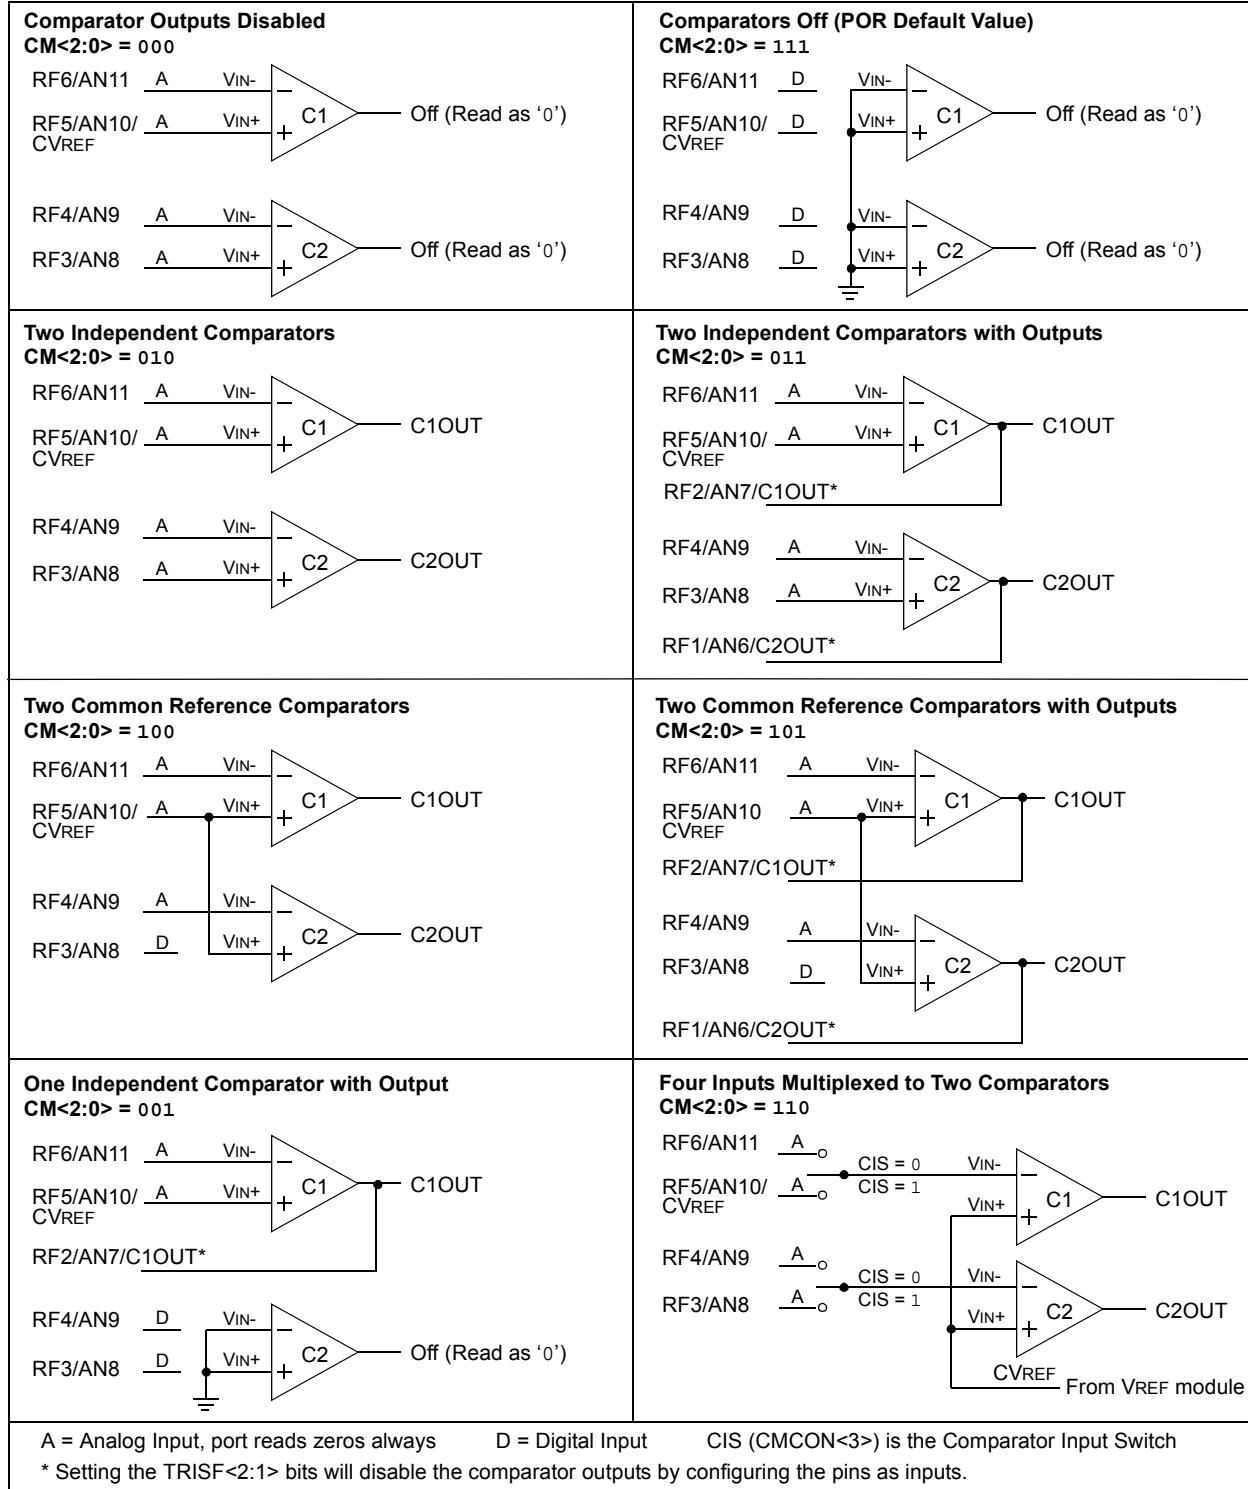 Comparator Outputs Disabled
CM<2:0> = 000
RF6/AN11 A VIN-
C1 Off (Read as ‘0’)
RF5/AN10/ A VIN+
CVREF
RF4/AN9 A VIN-
C2 Off (Read as ‘0’)
RF3/AN8 A VIN+
Comparators Off (POR Default Value)
CM<2:0> = 111
RF6/AN11 D VIN-
C1 Off (Read as ‘0’)
RF5/AN10/ D VIN+
CVREF
RF4/AN9 D VIN-
C2 Off (Read as ‘0’)
RF3/AN8 D VIN+
Two Independent Comparators
CM<2:0> = 010
RF6/AN11 A VIN-
C1 C1OUT
RF5/AN10/ A VIN+
CVREF
RF4/AN9 A VIN-
C2 C2OUT
RF3/AN8 A VIN+
Two Independent Comparators with Outputs
CM<2:0> = 011
RF6/AN11 A VIN-
C1 C1OUT
RF5/AN10/ A VIN+
CVREF
RF2/AN7/C1OUT*
RF4/AN9 A VIN-
C2 C2OUT
RF3/AN8 A VIN+
RF1/AN6/C2OUT*
Two Common Reference Comparators
CM<2:0> = 100
RF6/AN11 A VIN-
C1 C1OUT
RF5/AN10/ A VIN+
CVREF
RF4/AN9 A VIN-
C2 C2OUT
RF3/AN8 D VIN+
Two Common Reference Comparators with Outputs
CM<2:0> = 101
RF6/AN11 A VIN-
C1 C1OUT
RF5/AN10 A VIN+
CVREF
RF2/AN7/C1OUT*
RF4/AN9 A VIN-
C2 C2OUT
RF3/AN8 D VIN+
RF1/AN6/C2OUT*
One Independent Comparator with Output
CM<2:0> = 001
RF6/AN11 A VIN-
C1 C1OUT
RF5/AN10/ A VIN+
CVREF
RF2/AN7/C1OUT*
RF4/AN9 D VIN-
C2 Off (Read as ‘0’)
RF3/AN8 D VIN+
Four Inputs Multiplexed to Two Comparators
CM<2:0> = 110
RF6/AN11 A
CIS = 0 VIN-
RF5/AN10/ A CIS = 1
CVREF
C1 C1OUT
VIN+
RF4/AN9 A
CIS = 0 VIN-
RF3/AN8 A CIS = 1
C2 C2OUT
VIN+
CVREF
From VREF module
A = Analog Input, port reads zeros always D = Digital Input CIS (CMCON<3>) is the Comparator Input Switch
* Setting the TRISF<2:1> bits will disable the comparator outputs by configuring the pins as inputs.